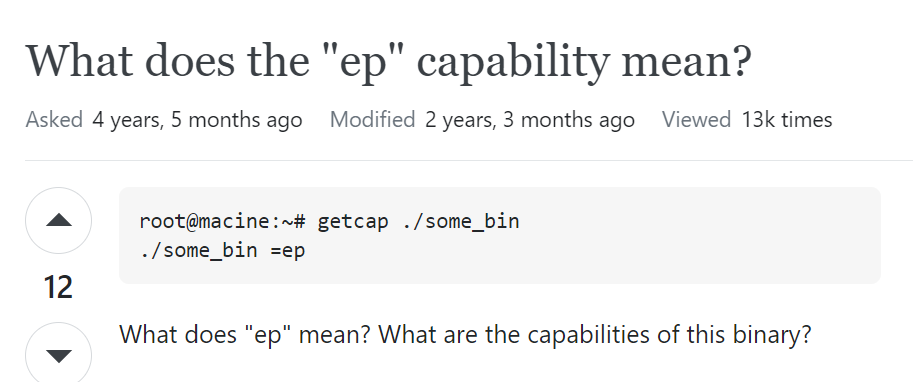 What does the "ep" capability mean?
Asked 4 years, 5 months ago Modified 2 years, 3 months ago Viewed 13k times
root@macine:~# getcap ./some_bin
./some_bin =ep
12
What does "ep" mean? What are the capabilities of this binary?